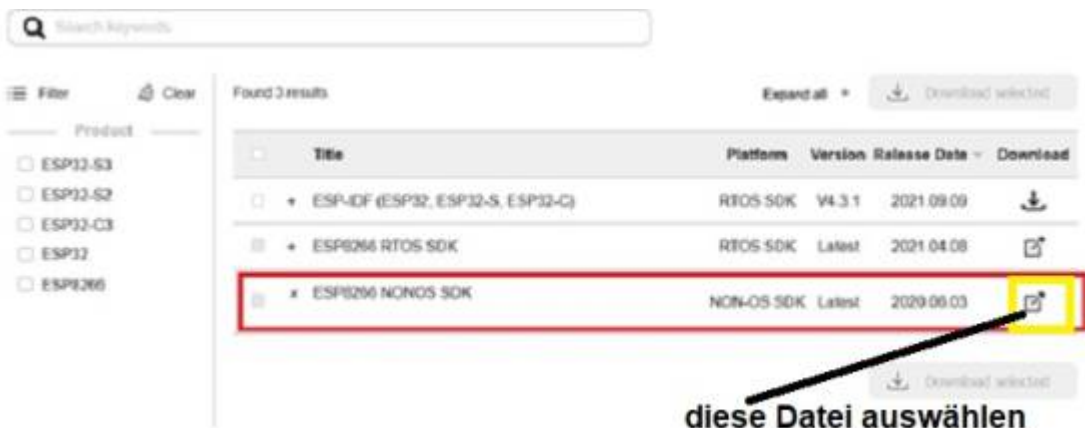 Search keywords
Filter Clear
Found 3 results
Expand all
Download selected
Product
ESP32-S3
ESP32-S2
ESP32-C3
ESP32
ESP8266
Title Platform Version Release Date Download
+ ESP-IDF (ESP32, ESP32-S, ESP32-C) RTOS SDK V4.3.1 2021.09.09
+ ESP8266 RTOS SDK RTOS SDK Latest 2021.04.08
x ESP8266 NONOS SDK NON-OS SDK Latest 2020.06.03
Download selected
diese Datei auswählen